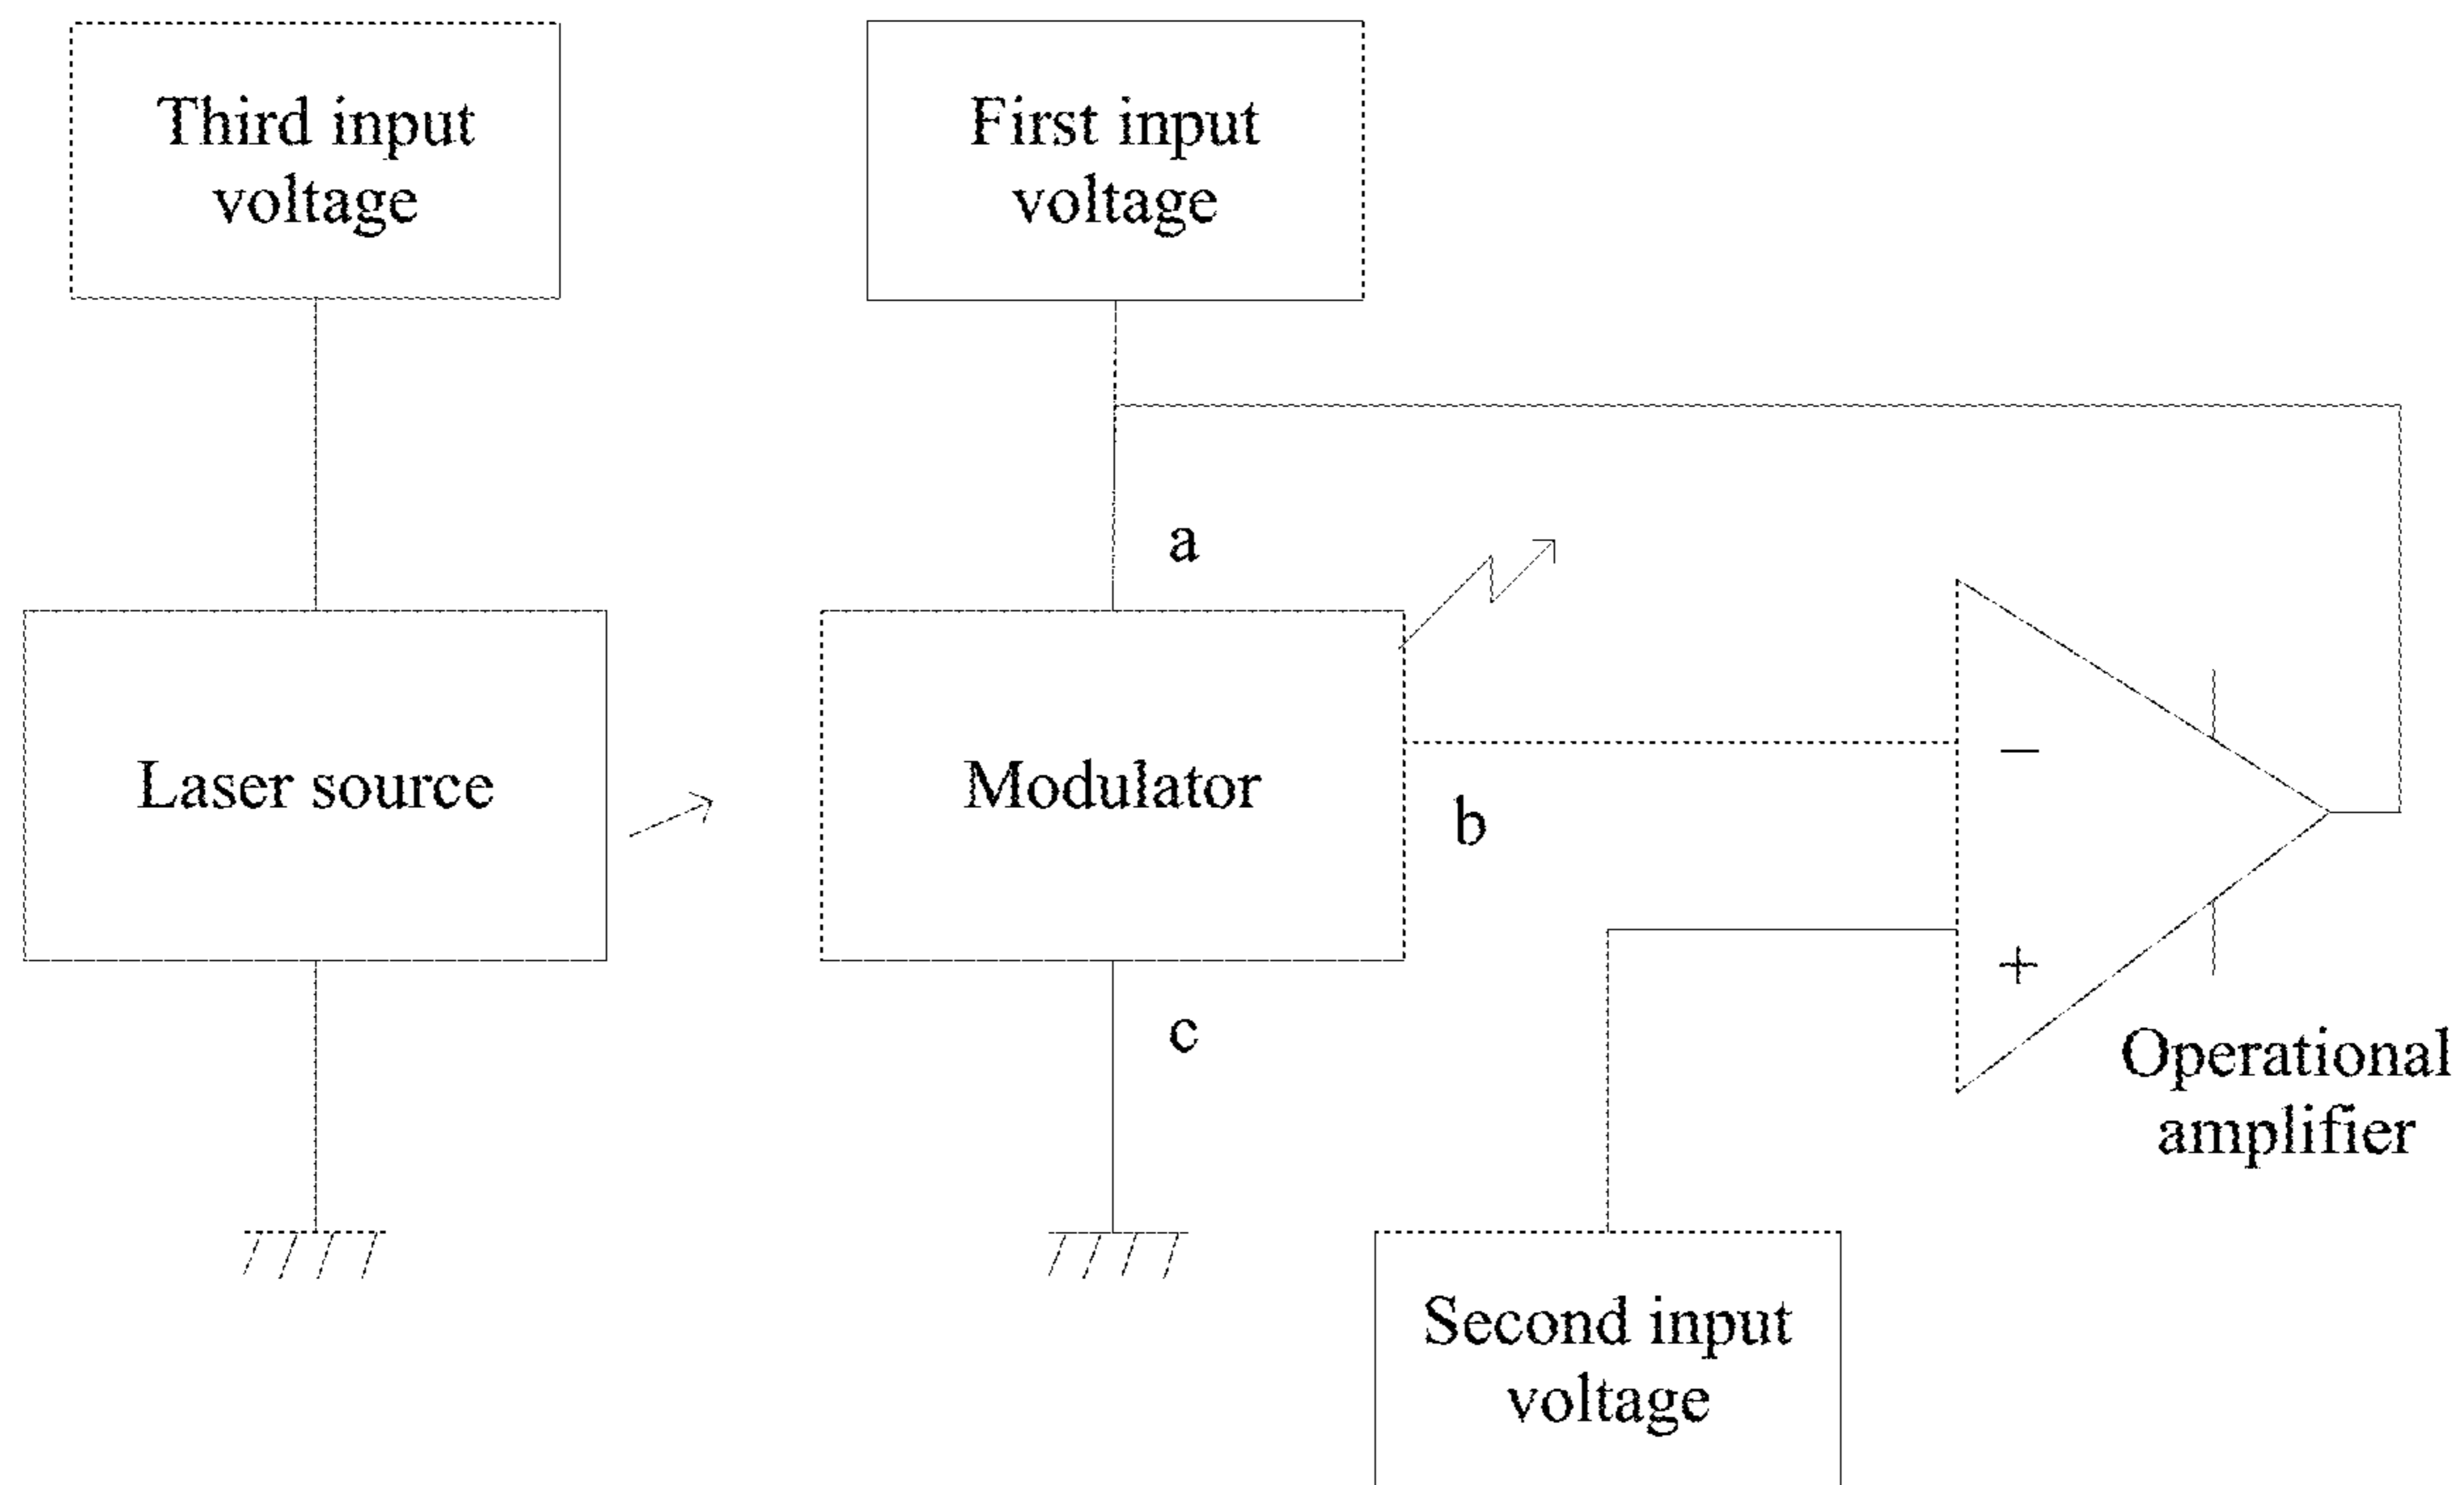 Third input
voltage
First input
voltage
a
Laser source
Modulator
b
−
+
c
Operational
amplifier
Second input
voltage